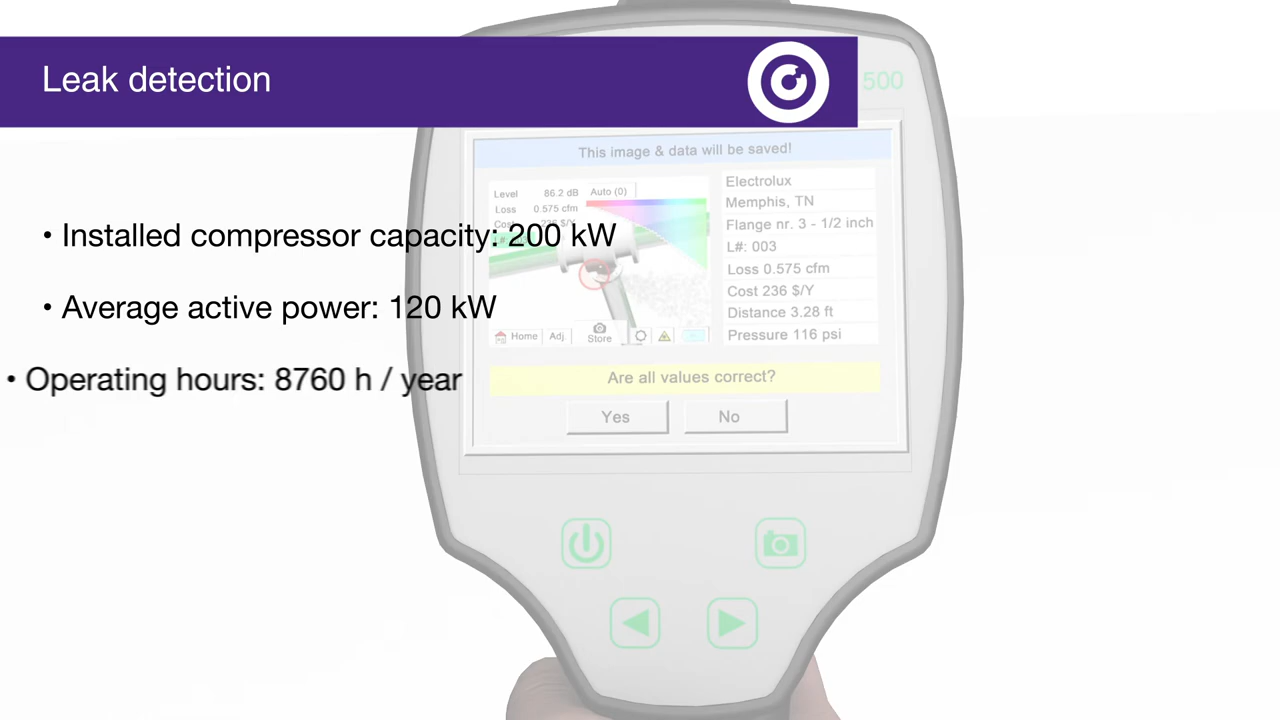 Leak detection
500
This image & data will be saved!
• Installed compressor capacity: 200 kW
• Average active power: 120 kW
• Operating hours: 8760 h / year
Level 86.2 dB
Loss 0.575 cfm
Cost 236 $/Y
L#: 003
Auto (0)
Electrolux
Memphis, TN
Flange nr. 3 - 1/2 inch
L#: 003
Loss 0.575 cfm
Cost 236 $/Y
Distance 3.28 ft
Pressure 116 psi
Home
Adj.
Store
Are all values correct?
Yes
No